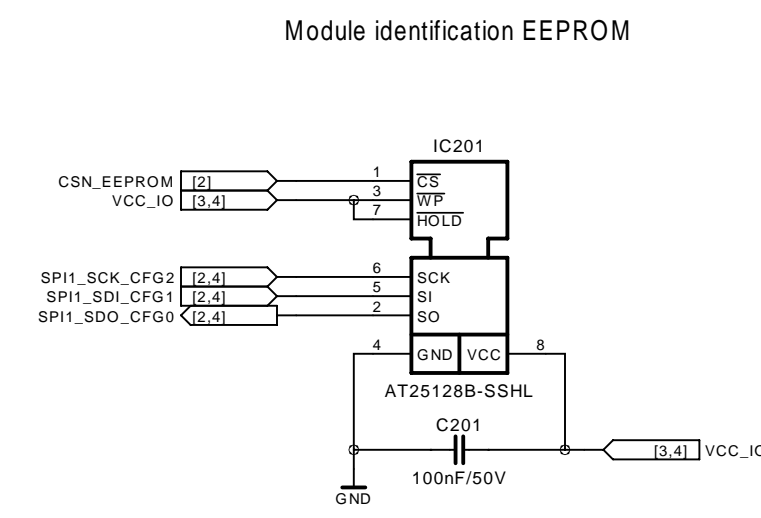 Module identification EEPROM
IC201
CSN_EEPROM [2] 1 CS
VCC_IO [3,4] 3 WP
7 HOLD
SPI1_SCK_CFG2 [2,4] 6 SCK
SPI1_SDI_CFG1 [2,4] 5 SI
SPI1_SDO_CFG0 [2,4] 2 SO
4 GND VCC 8
AT25128B-SSHL
C201
[3,4] VCC_IO
100nF/50V
GND